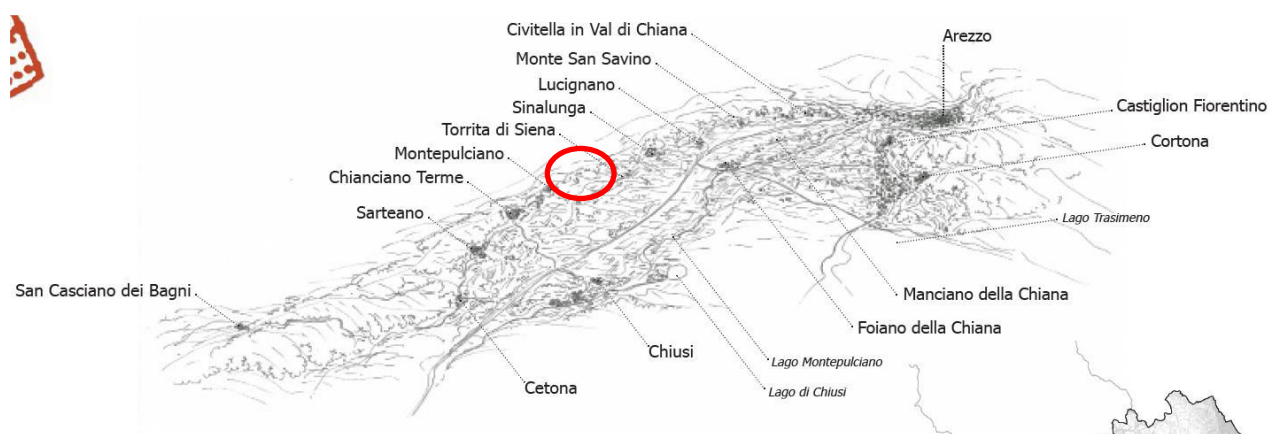 Civitella in Val di Chiana
Arezzo
Monte San Savino
Lucignano
Castiglion Fiorentino
Sinalunga
Torrita di Siena
Cortona
Montepulciano
Chianciano Terme
Sarteano
Lago Trasimeno
San Casciano dei Bagni
Manciano della Chiana
Foiano della Chiana
Chiusi
Lago Montepulciano
Cetona
Lago di Chiusi